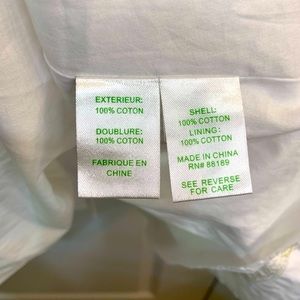 EXTERIEUR:
100% COTON
DOUBLURE:
100% COTON
FABRIQUE EN
CHINE
SHELL:
100% COTTON
LINING:
100% COTTON
MADE IN CHINA
RN# 88169
SEE REVERSE
FOR CARE